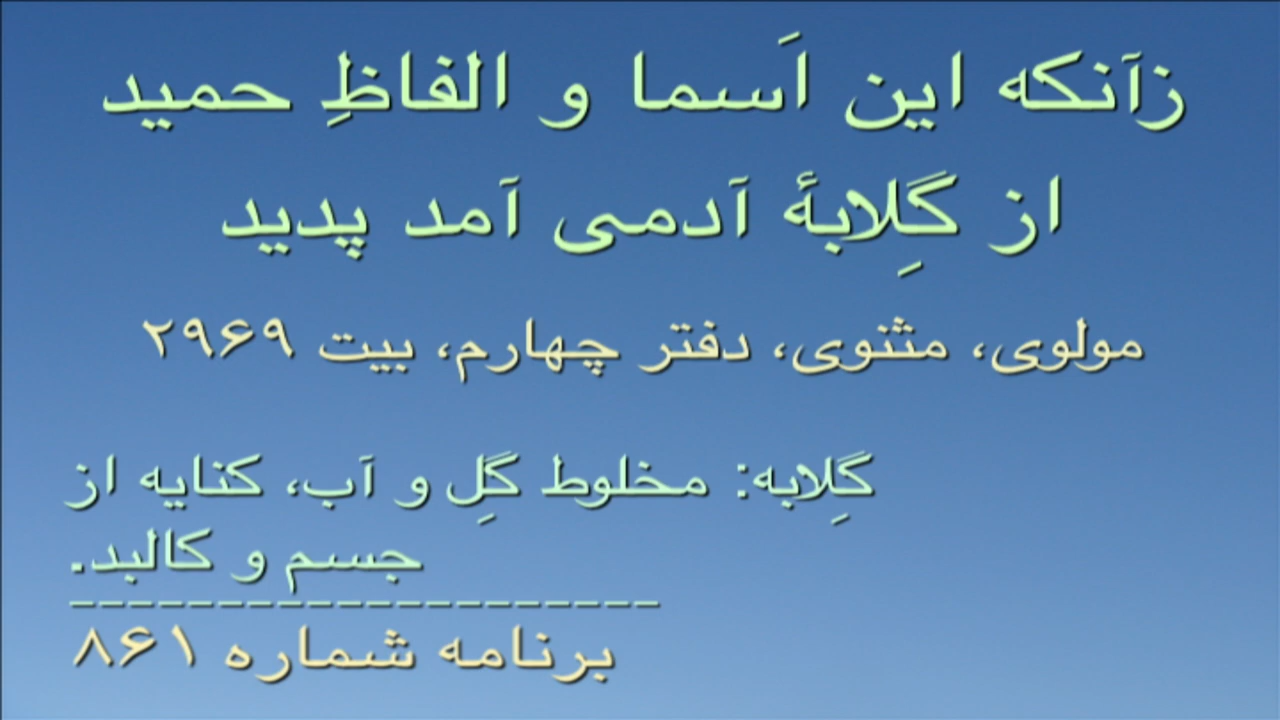 زآنکه این اَسما و الفاظِ حمید
از گِلابهٔ آدمی آمد پدید
مولوی، مثنوی، دفتر چهارم، بیت ۲۹۶۹
گِلابه: مخلوط گِل و آب، کنایه از
جسم و کالبد.
--------------------
برنامه شماره ۸۶۱